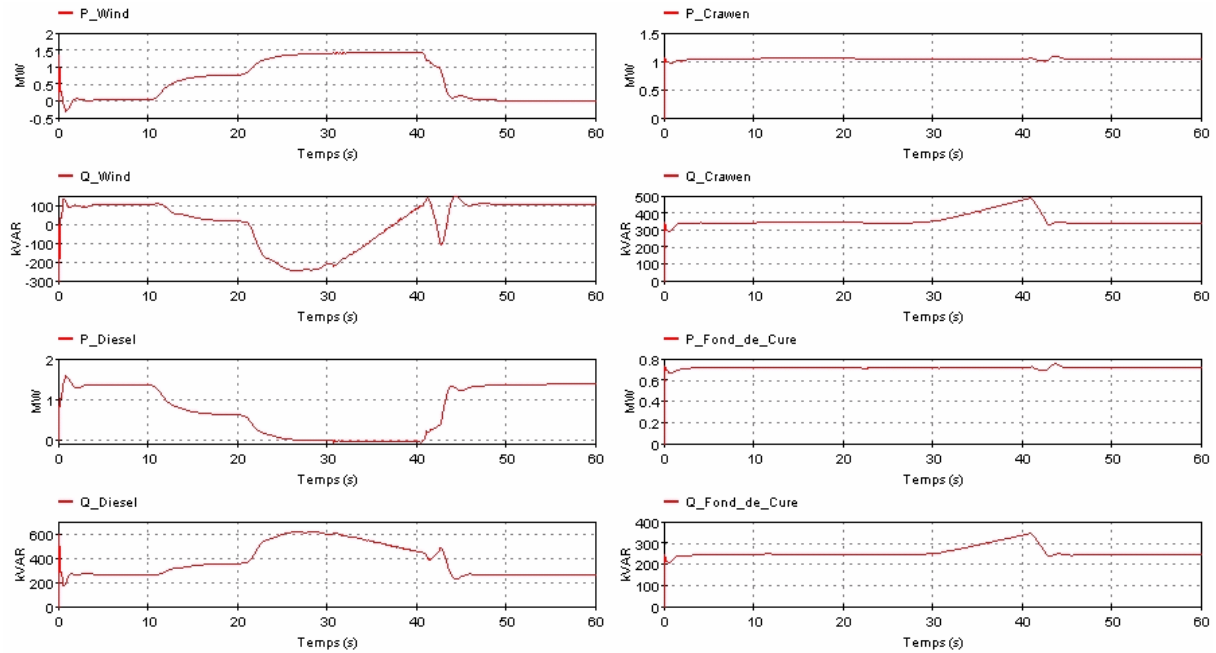 P_Wind
2
1.5
1
0.5
0
-0.5
MW
0 10 20 30 40 50 60
Temps (s)
Q_Wind
100
0
-100
-200
-300
kVAR
0 10 20 30 40 50 60
Temps (s)
P_Diesel
2
1
0
MW
0 10 20 30 40 50 60
Temps (s)
Q_Diesel
600
400
200
0
kVAR
0 10 20 30 40 50 60
Temps (s)
P_Crawen
1.5
1
0.5
0
MW
0 10 20 30 40 50 60
Temps (s)
Q_Crawen
500
400
300
200
100
0
kVAR
0 10 20 30 40 50 60
Temps (s)
P_Fond_de_Cure
0.8
0.6
0.4
0.2
0
MW
0 10 20 30 40 50 60
Temps (s)
Q_Fond_de_Cure
400
300
200
100
0
kVAR
0 10 20 30 40 50 60
Temps (s)